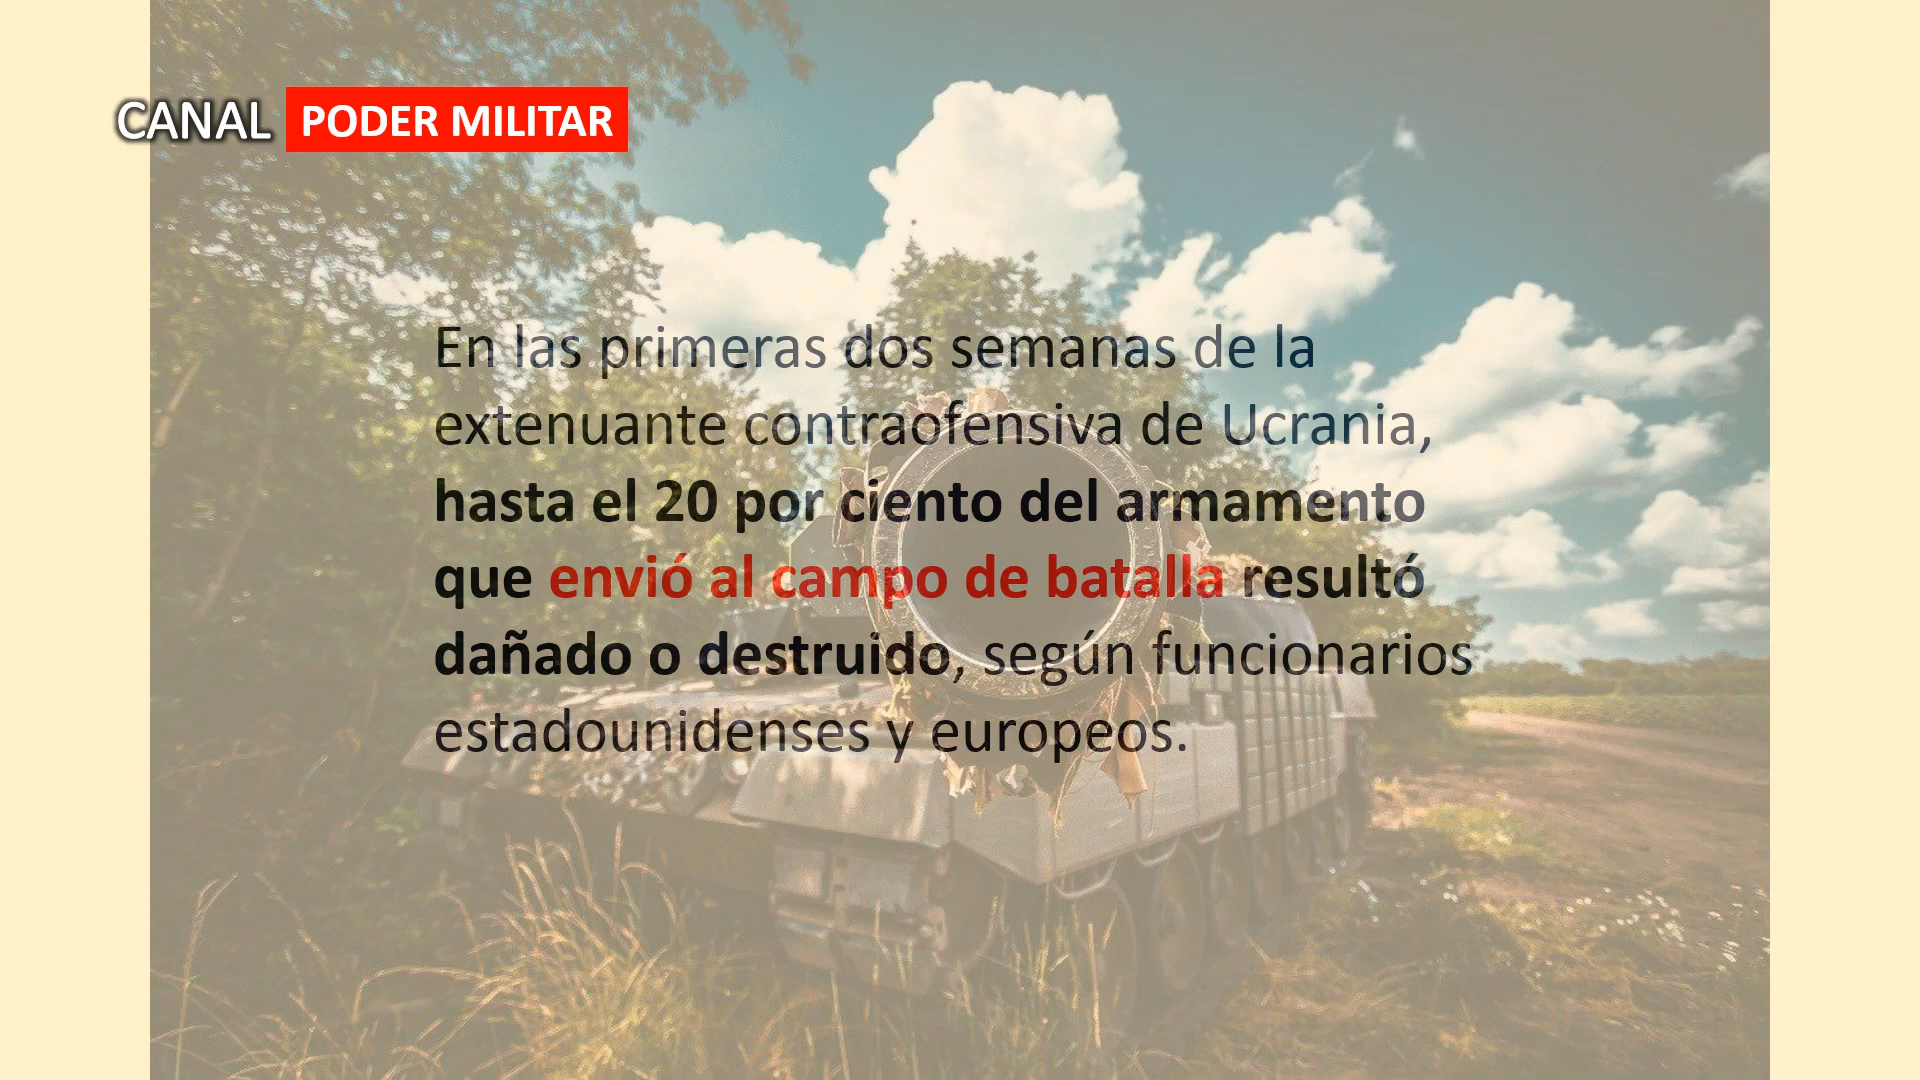 CANAL PODER MILITAR
En las primeras dos semanas de la
extenuante contraofensiva de Ucrania,
hasta el 20 por ciento del armamento
que envió al campo de batalla resultó
dañado o destruido, según funcionarios
estadounidenses y europeos.